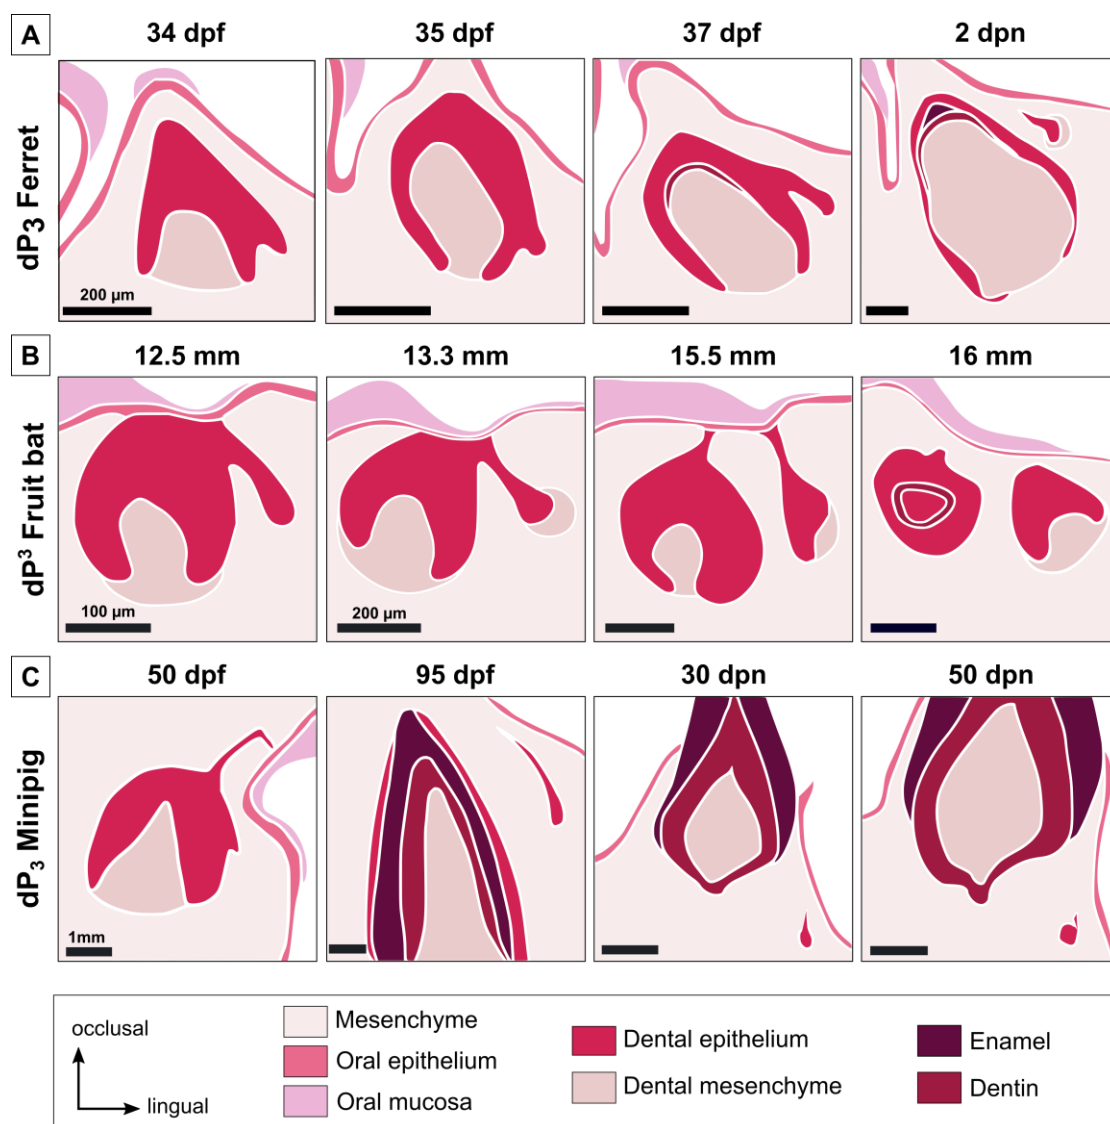 A
34 dpf
35 dpf
37 dpf
2 dpn
dP₃ Ferret
200 µm
B
12.5 mm
13.3 mm
15.5 mm
16 mm
dP³ Fruit bat
100 µm
200 µm
C
50 dpf
95 dpf
30 dpn
50 dpn
dP₃ Minipig
1mm
occlusal
lingual
Mesenchyme
Oral epithelium
Oral mucosa
Dental epithelium
Dental mesenchyme
Enamel
Dentin